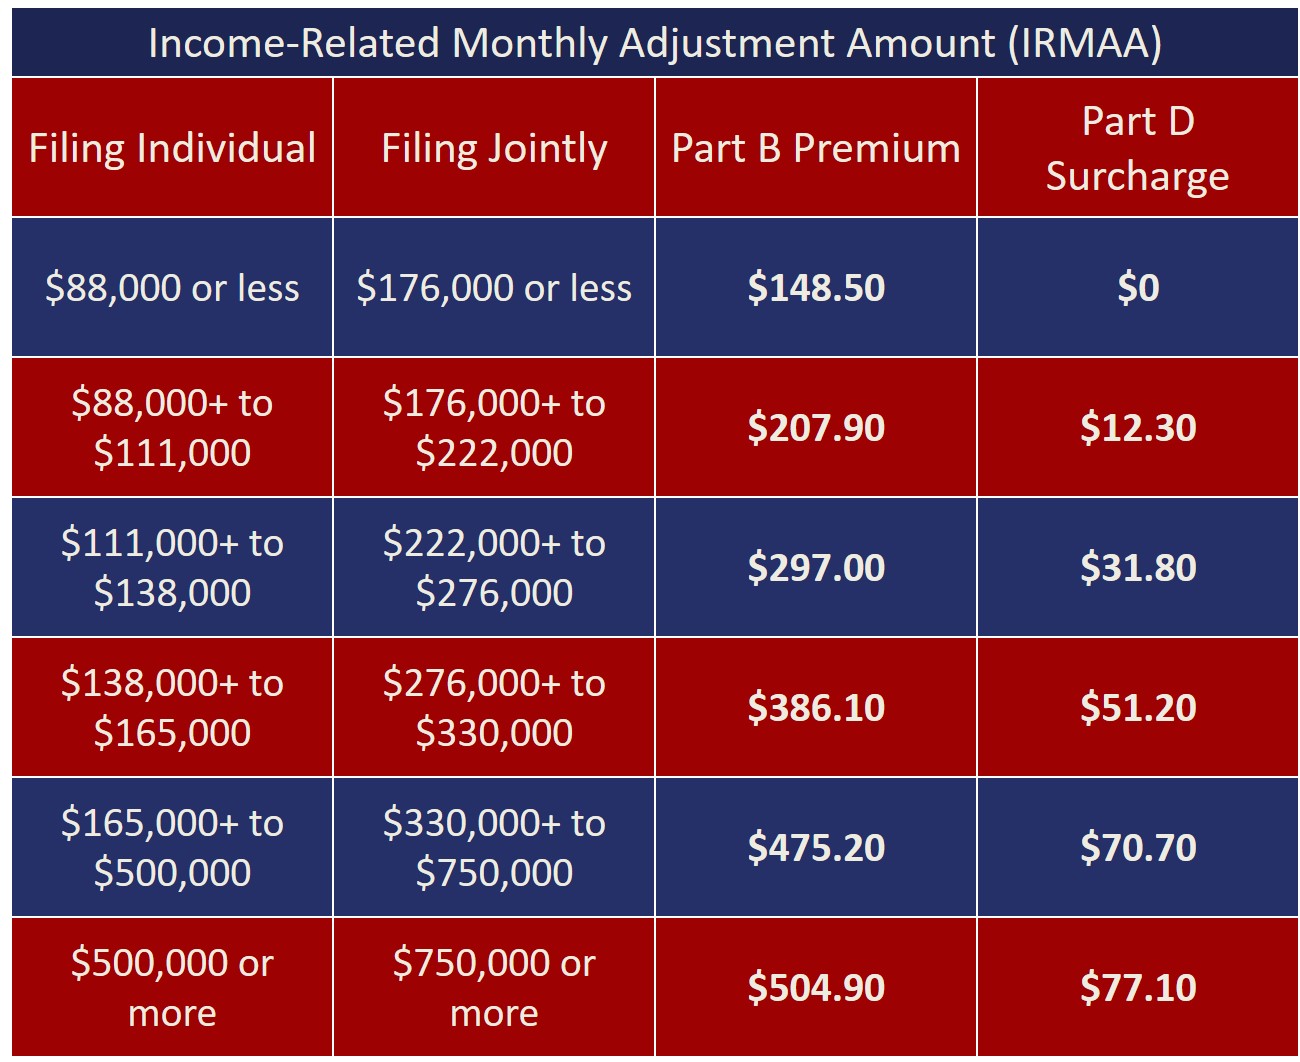 Income-Related Monthly Adjustment Amount (IRMAA)
Filing Individual
Filing Jointly
Part B Premium
Part D
Surcharge
$88,000 or less
$176,000 or less
$148.50
$0
$88,000+ to
$111,000
$176,000+ to
$222,000
$207.90
$12.30
$111,000+ to
$138,000
$222,000+ to
$276,000
$297.00
$31.80
$138,000+ to
$165,000
$276,000+ to
$330,000
$386.10
$51.20
$165,000+ to
$500,000
$330,000+ to
$750,000
$475.20
$70.70
$500,000 or
more
$750,000 or
more
$504.90
$77.10